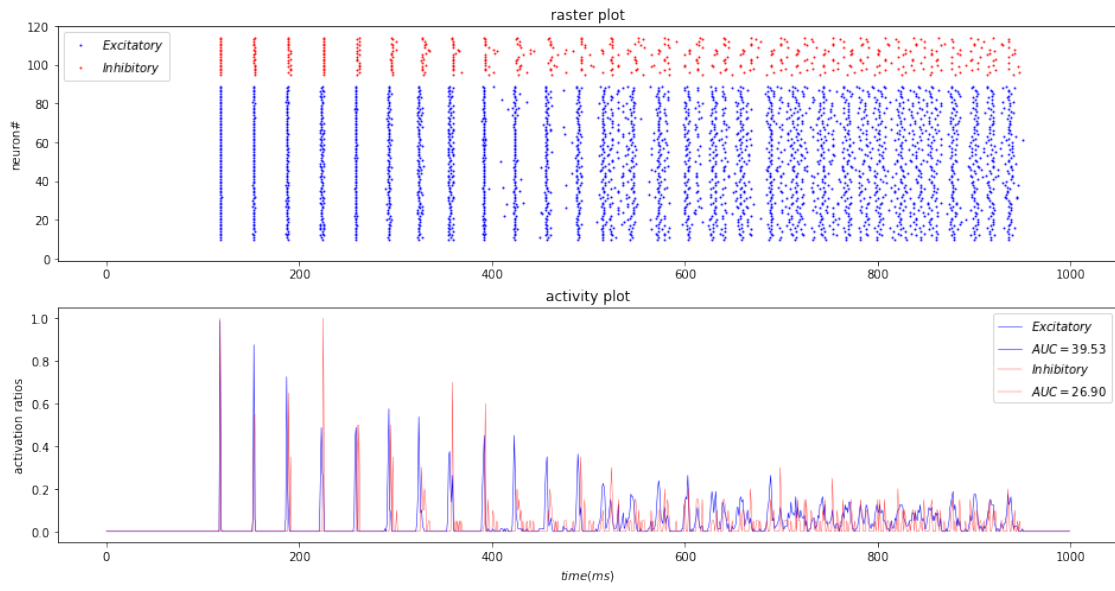 raster plot
120
100
80
60
40
20
0
neuron#
Excitatory
Inhibitory
0 200 400 600 800 1000
activity plot
1.0
0.8
0.6
0.4
0.2
0.0
activation ratios
Excitatory
AUC = 39.53
Inhibitory
AUC = 26.90
0 200 400 600 800 1000
time(ms)